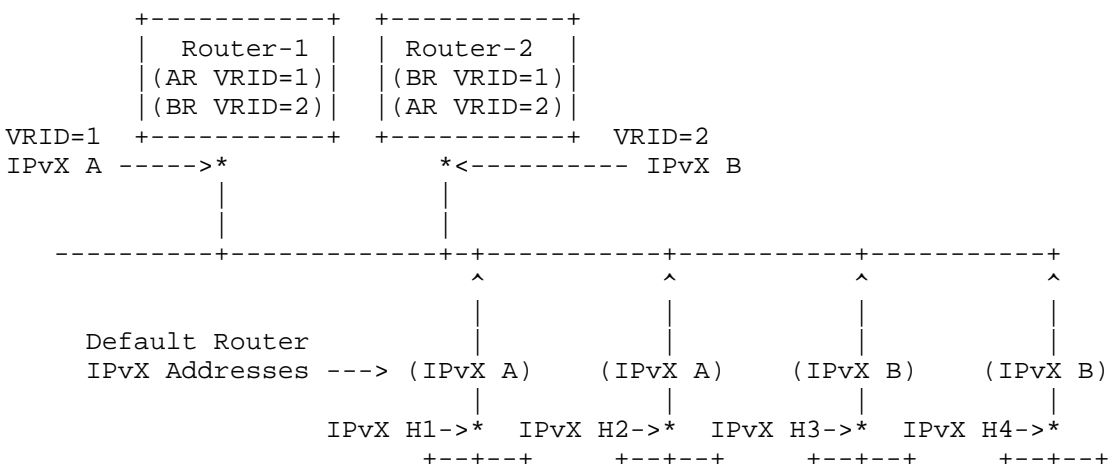 Router-1 Router-2
(AR VRID=1) (BR VRID=1)
(BR VRID=2) (AR VRID=2)
VRID=1 VRID=2
IPvX A ----->* *<---------- IPvX B
Default Router
IPvX Addresses ---> (IPvX A) (IPvX A) (IPvX B) (IPvX B)
IPvX H1->* IPvX H2->* IPvX H3->* IPvX H4->*